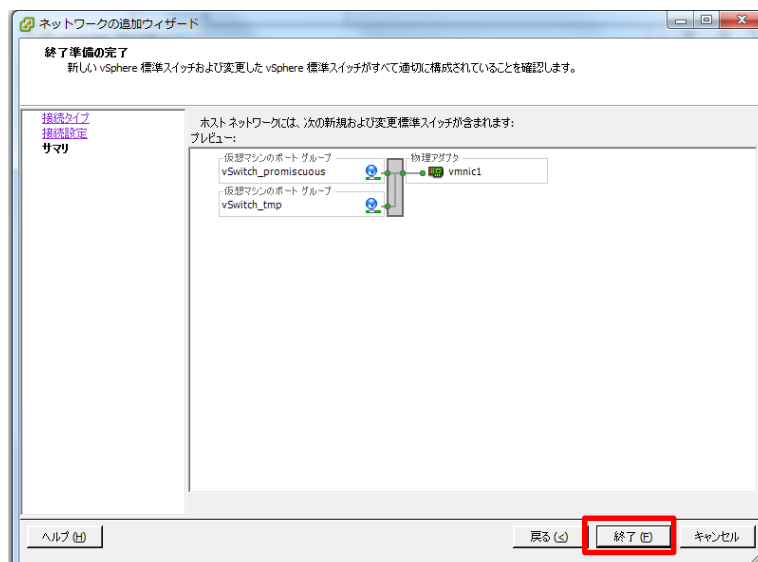 ネットワークの追加ウィザード
終了準備の完了
新しい vSphere 標準スイッチおよび変更した vSphere 標準スイッチがすべて適切に構成されていることを確認します。
接続タイプ
接続設定
サマリ
ホスト ネットワークには、次の新規および変更標準スイッチが含まれます:
プレビュー:
仮想マシンのポート グループ
vSwitch_promiscuous
物理アダプタ
vmnic1
仮想マシンのポート グループ
vSwitch_tmp
ヘルプ(H)
戻る(<)
終了(F)
キャンセル